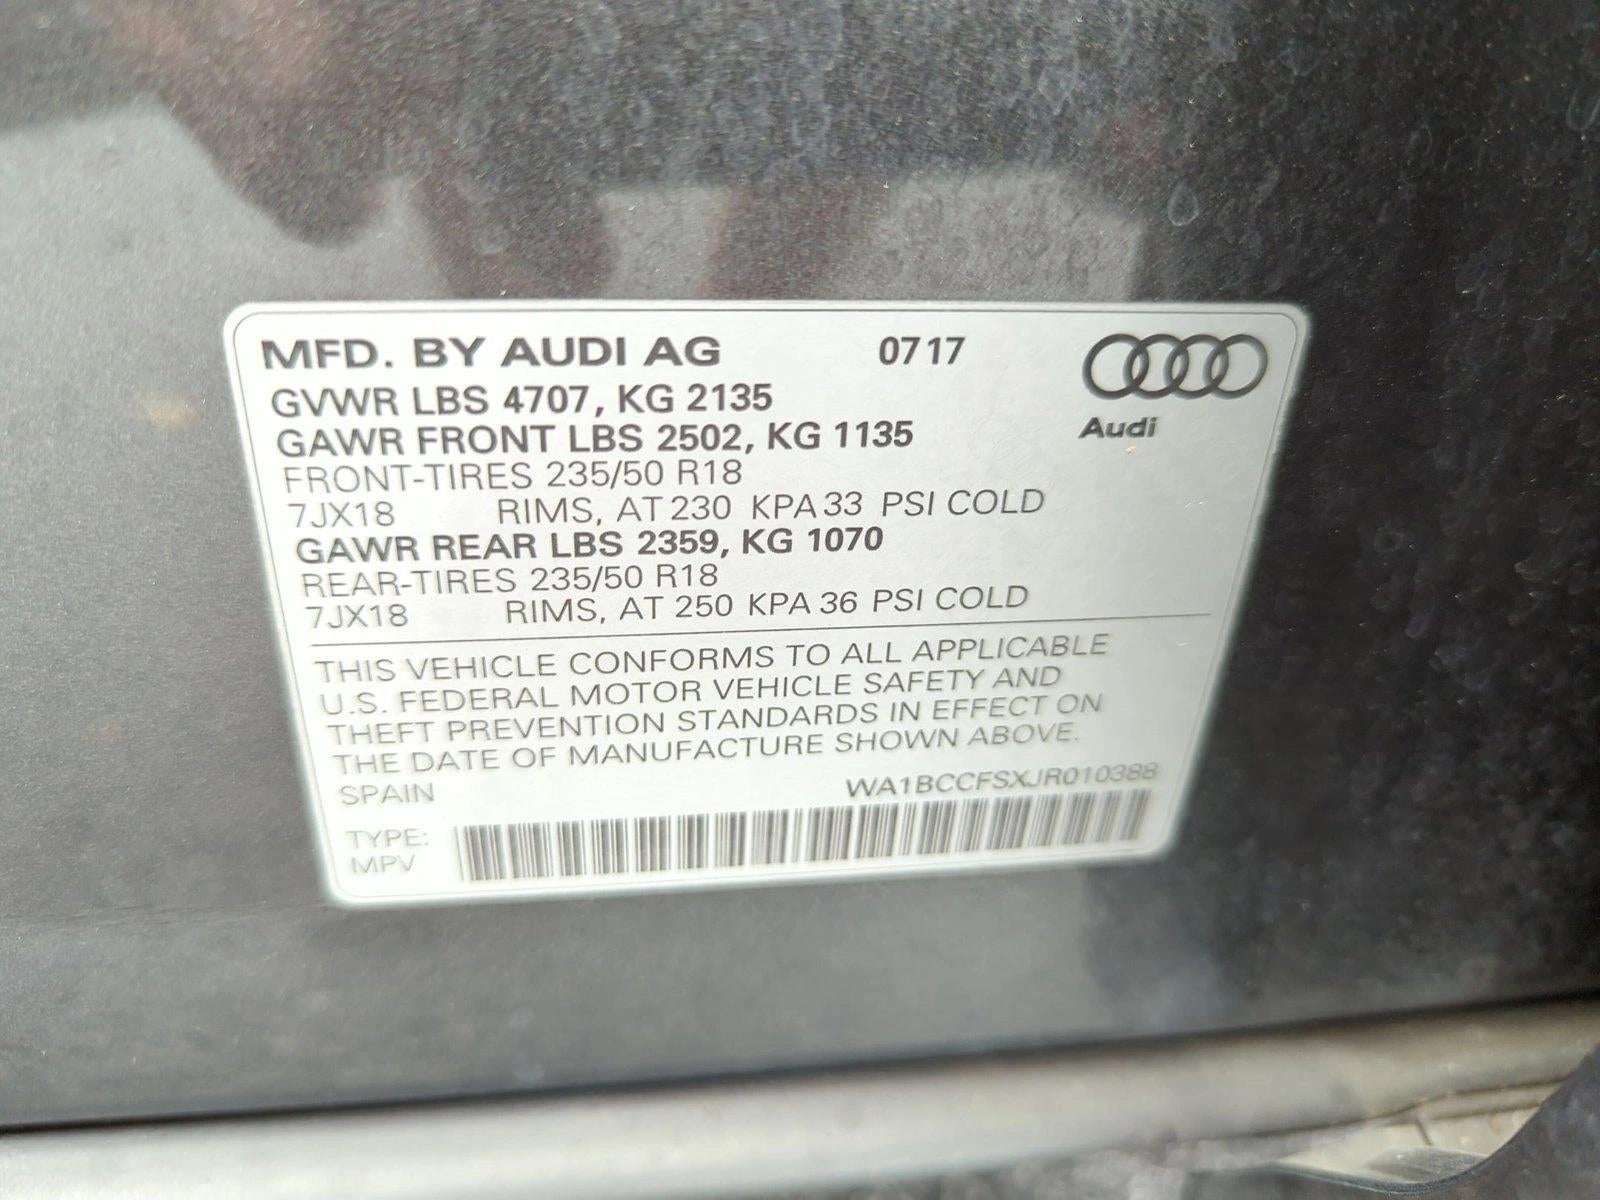 MFD. BY AUDI AG 0717
GVWR LBS 4707, KG 2135
GAWR FRONT LBS 2502, KG 1135
Audi
FRONT-TIRES 235/50 R18
7JX18 RIMS, AT 230 KPA 33 PSI COLD
GAWR REAR LBS 2359, KG 1070
REAR-TIRES 235/50 R18
7JX18 RIMS, AT 250 KPA 36 PSI COLD
THIS VEHICLE CONFORMS TO ALL APPLICABLE
U.S. FEDERAL MOTOR VEHICLE SAFETY AND
THEFT PREVENTION STANDARDS IN EFFECT ON
THE DATE OF MANUFACTURE SHOWN ABOVE.
SPAIN WA1BCCFSXJR010388
TYPE:
MPV